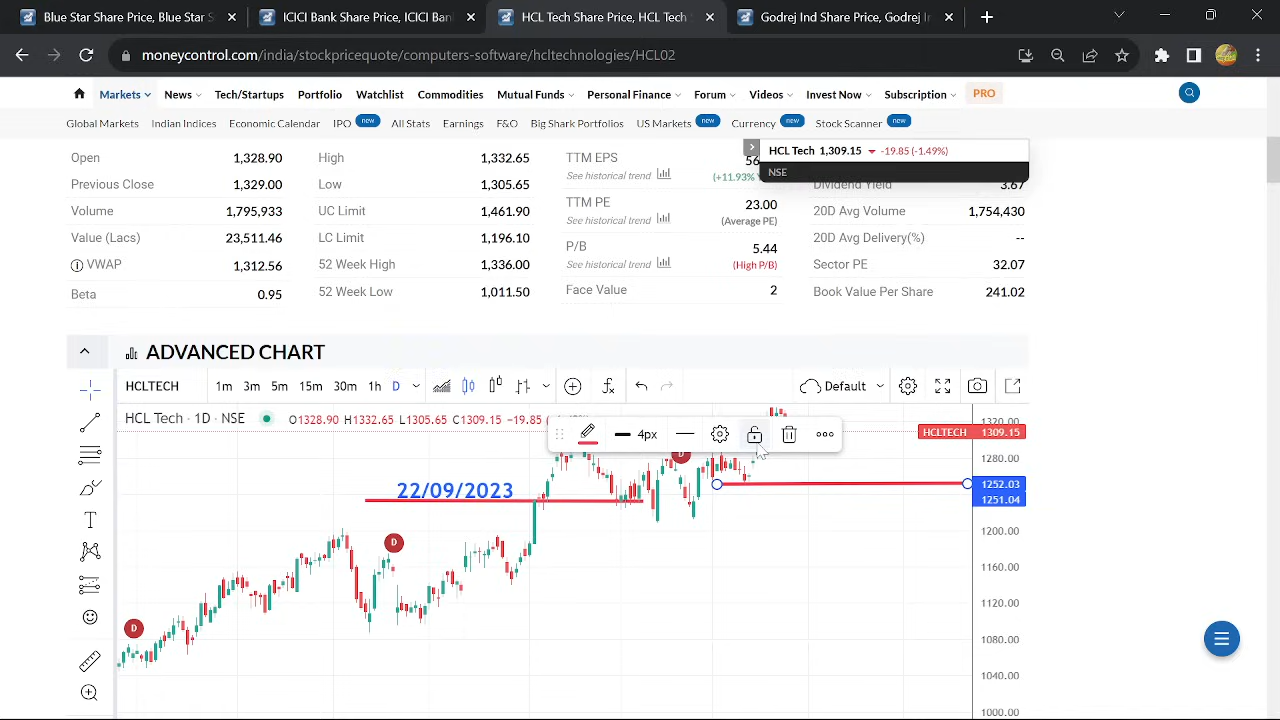 Blue Star Share Price, Blue Star S
ICICI Bank Share Price, ICICI Bank
HCL Tech Share Price, HCL Tech S
Godrej Ind Share Price, Godrej In
moneycontrol.com/india/stockpricequote/computers-software/hcltechnologies/HCL02
Markets News Tech/Startups Portfolio Watchlist Commodities Mutual Funds Personal Finance Forum Videos Invest Now Subscription PRO
Global Markets Indian Indices Economic Calendar IPO new All Stats Earnings F&O Big Shark Portfolios US Markets new Currency new Stock Scanner new
HCL Tech 1,309.15 -19.85 (-1.49%)
NSE
Open 1,328.90
Previous Close 1,329.00
Volume 1,795,933
Value (Lacs) 23,511.46
VWAP 1,312.56
Beta 0.95
High 1,332.65
Low 1,305.65
UC Limit 1,461.90
LC Limit 1,196.10
52 Week High 1,336.00
52 Week Low 1,011.50
TTM EPS 56
See historical trend (+11.93%
TTM PE 23.00
See historical trend (Average PE)
P/B 5.44
See historical trend (High P/B)
Face Value 2
Dividend Yield 3.67
20D Avg Volume 1,754,430
20D Avg Delivery(%) --
Sector PE 32.07
Book Value Per Share 241.02
ADVANCED CHART
HCLTECH 1m 3m 5m 15m 30m 1h D Default
HCL Tech · 1D · NSE O1328.90 H1332.65 L1305.65 C1309.15 -19.85
4px
22/09/2023
D
D
D
1320.00
HCLTECH 1309.15
1280.00
1252.03
1251.04
1200.00
1160.00
1120.00
1080.00
1040.00
1000.00